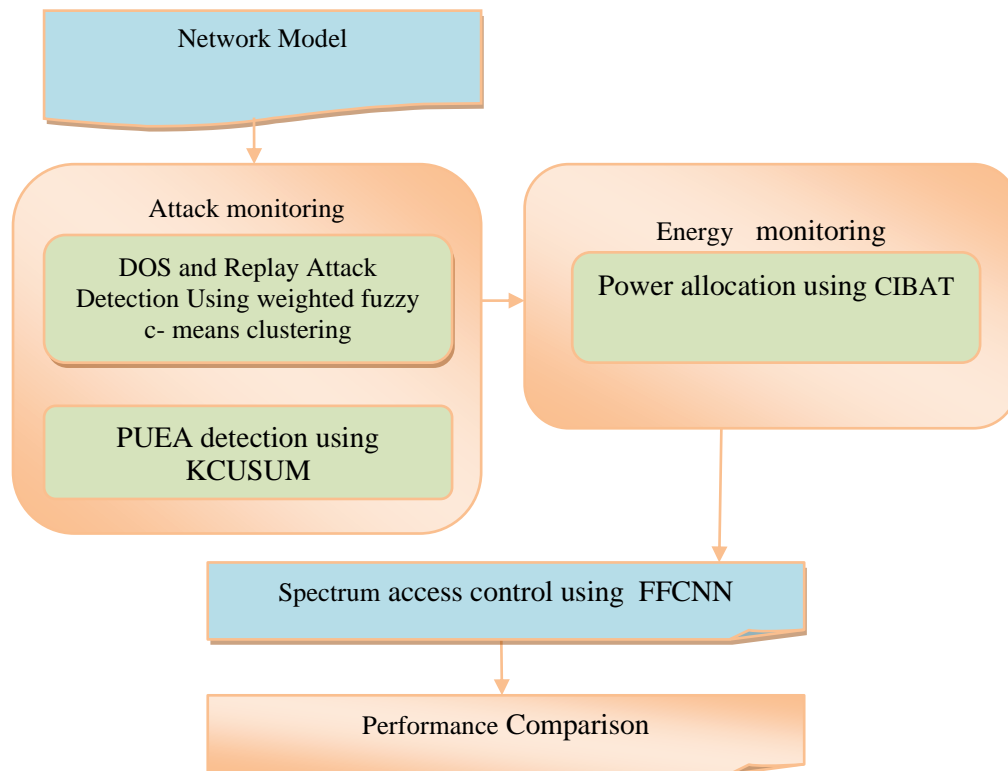 Network Model
Attack monitoring
DOS and Replay Attack
Detection Using weighted fuzzy
c- means clustering
PUEA detection using
KCUSUM
Energy monitoring
Power allocation using CIBAT
Spectrum access control using FFCNN
Performance Comparison